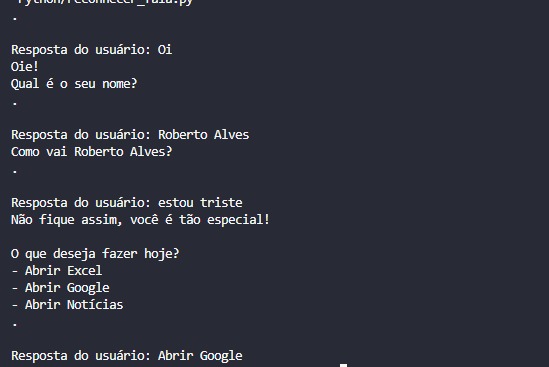 Python/reconhecer_fala.py
.
Resposta do usuário: Oi
Oie!
Qual é o seu nome?
.
Resposta do usuário: Roberto Alves
Como vai Roberto Alves?
.
Resposta do usuário: estou triste
Não fique assim, você é tão especial!
O que deseja fazer hoje?
- Abrir Excel
- Abrir Google
- Abrir Notícias
.
Resposta do usuário: Abrir Google